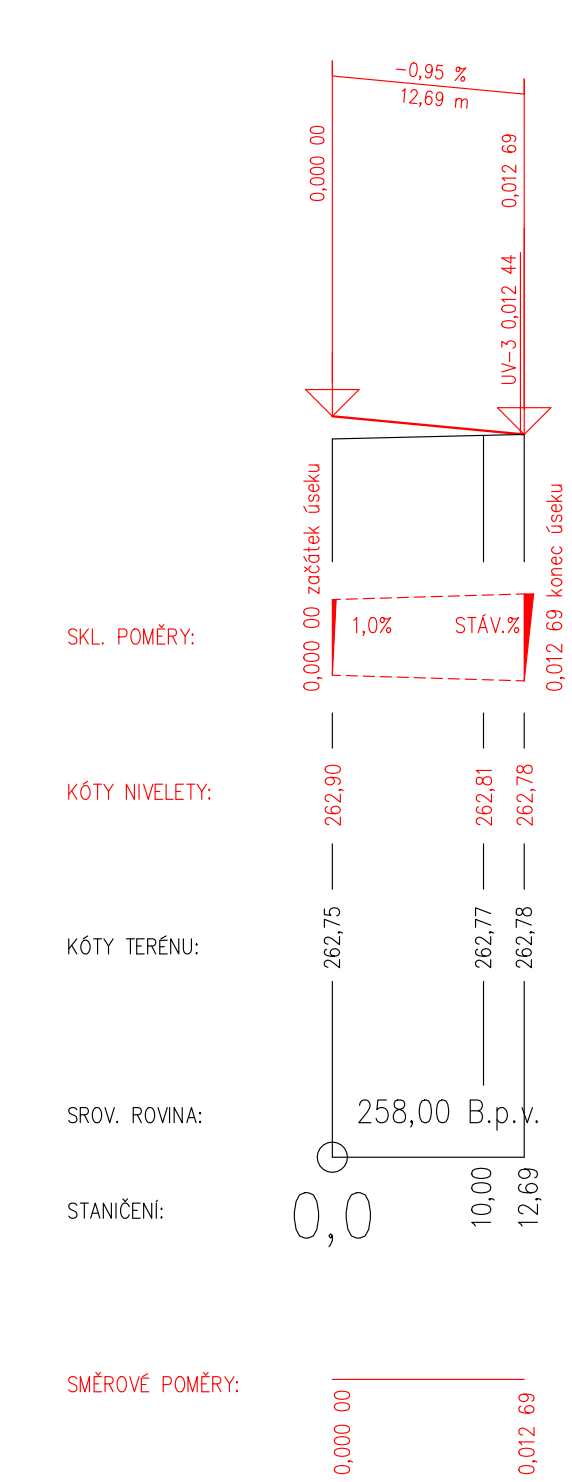 -0,95 %
12,69 m
0,000 00
0,012 69
UV-3 0,012 44
0,000 00 začátek úseku
0,012 69 konec úseku
SKL. POMĚRY:
1,0%
STÁV.%
KÓTY NIVELETY:
262,90
262,81
262,78
KÓTY TERÉNU:
262,75
262,77
262,78
SROV. ROVINA:
258,00 B.p.v.
STANIČENÍ:
0,0
10,00
12,69
SMĚROVÉ POMĚRY:
0,000 00
0,012 69